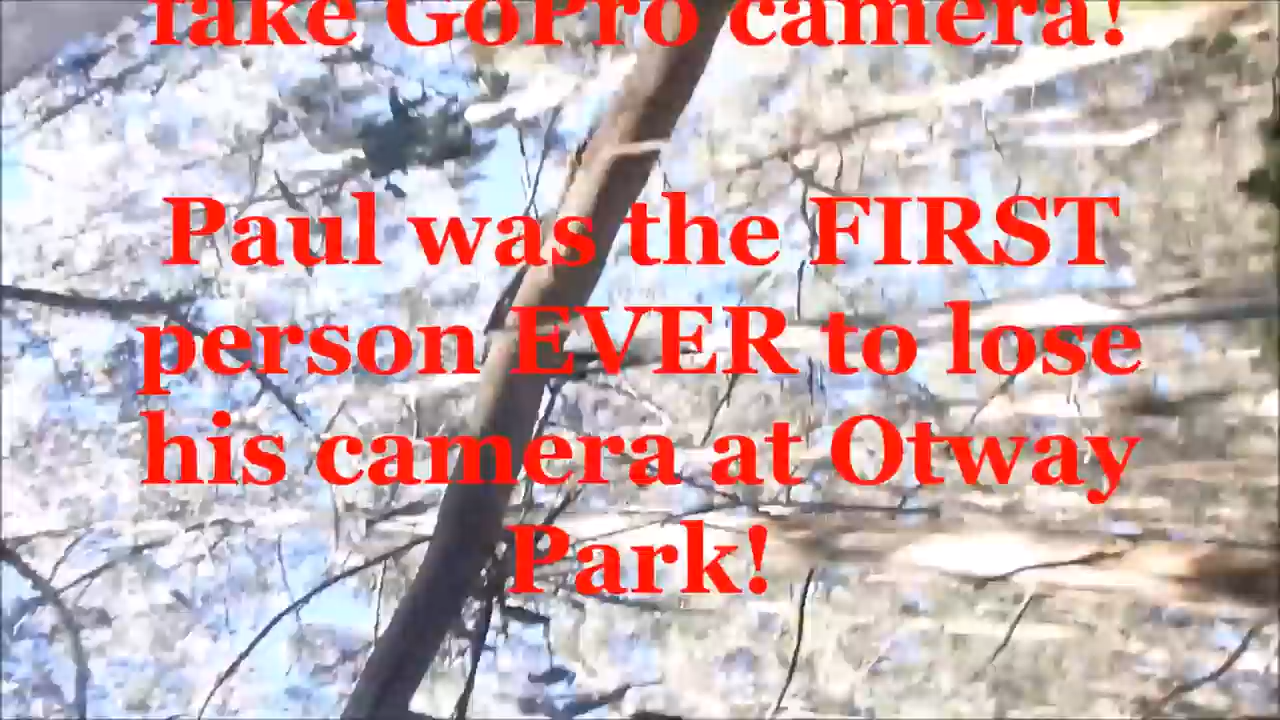 fake GoPro camera!
Paul was the FIRST
person EVER to lose
his camera at Otway
Park!